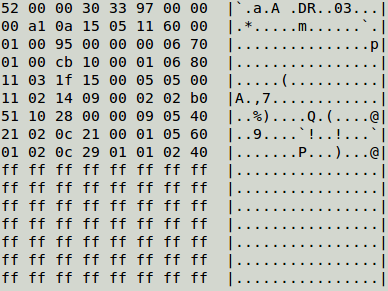 52 00 00 30 33 97 00 00 |`.a.A .DR..03...|
00 a1 0a 15 05 11 60 00 |.*.....m......`.|
01 00 95 00 00 00 06 70 |...............p|
01 00 cb 10 00 01 06 80 |................|
11 03 1f 15 00 05 05 00 |.....(..........|
11 02 14 09 00 02 02 b0 |A.,7............|
51 10 28 00 00 09 05 40 |..%)....Q.(....@|
21 02 0c 21 00 01 05 60 |..9....`!..!...`|
01 02 0c 29 01 01 02 40 |.......P...)...@|
ff ff ff ff ff ff ff ff |................|
ff ff ff ff ff ff ff ff |................|
ff ff ff ff ff ff ff ff |................|
ff ff ff ff ff ff ff ff |................|
ff ff ff ff ff ff ff ff |................|
ff ff ff ff ff ff ff ff |................|
ff ff ff ff ff ff ff ff |................|